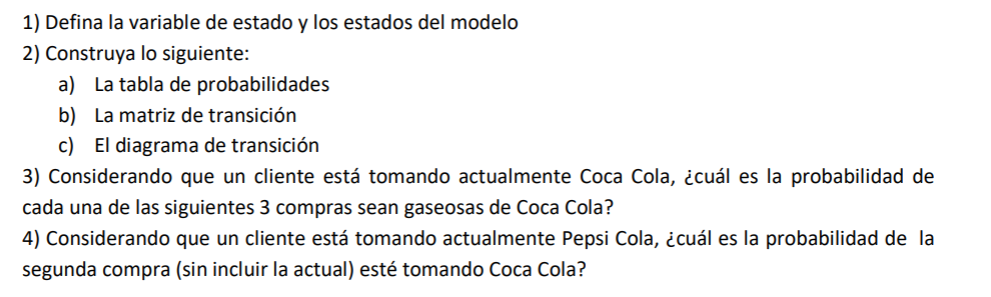 1) Defina la variable de estado y los estados del modelo
2) Construya lo siguiente:
a) La tabla de probabilidades
b) La matriz de transición
c) El diagrama de transición
3) Considerando que un cliente está tomando actualmente Coca Cola, ¿cuál es la probabilidad de
cada una de las siguientes 3 compras sean gaseosas de Coca Cola?
4) Considerando que un cliente está tomando actualmente Pepsi Cola, ¿cuál es la probabilidad de la
segunda compra (sin incluir la actual) esté tomando Coca Cola?